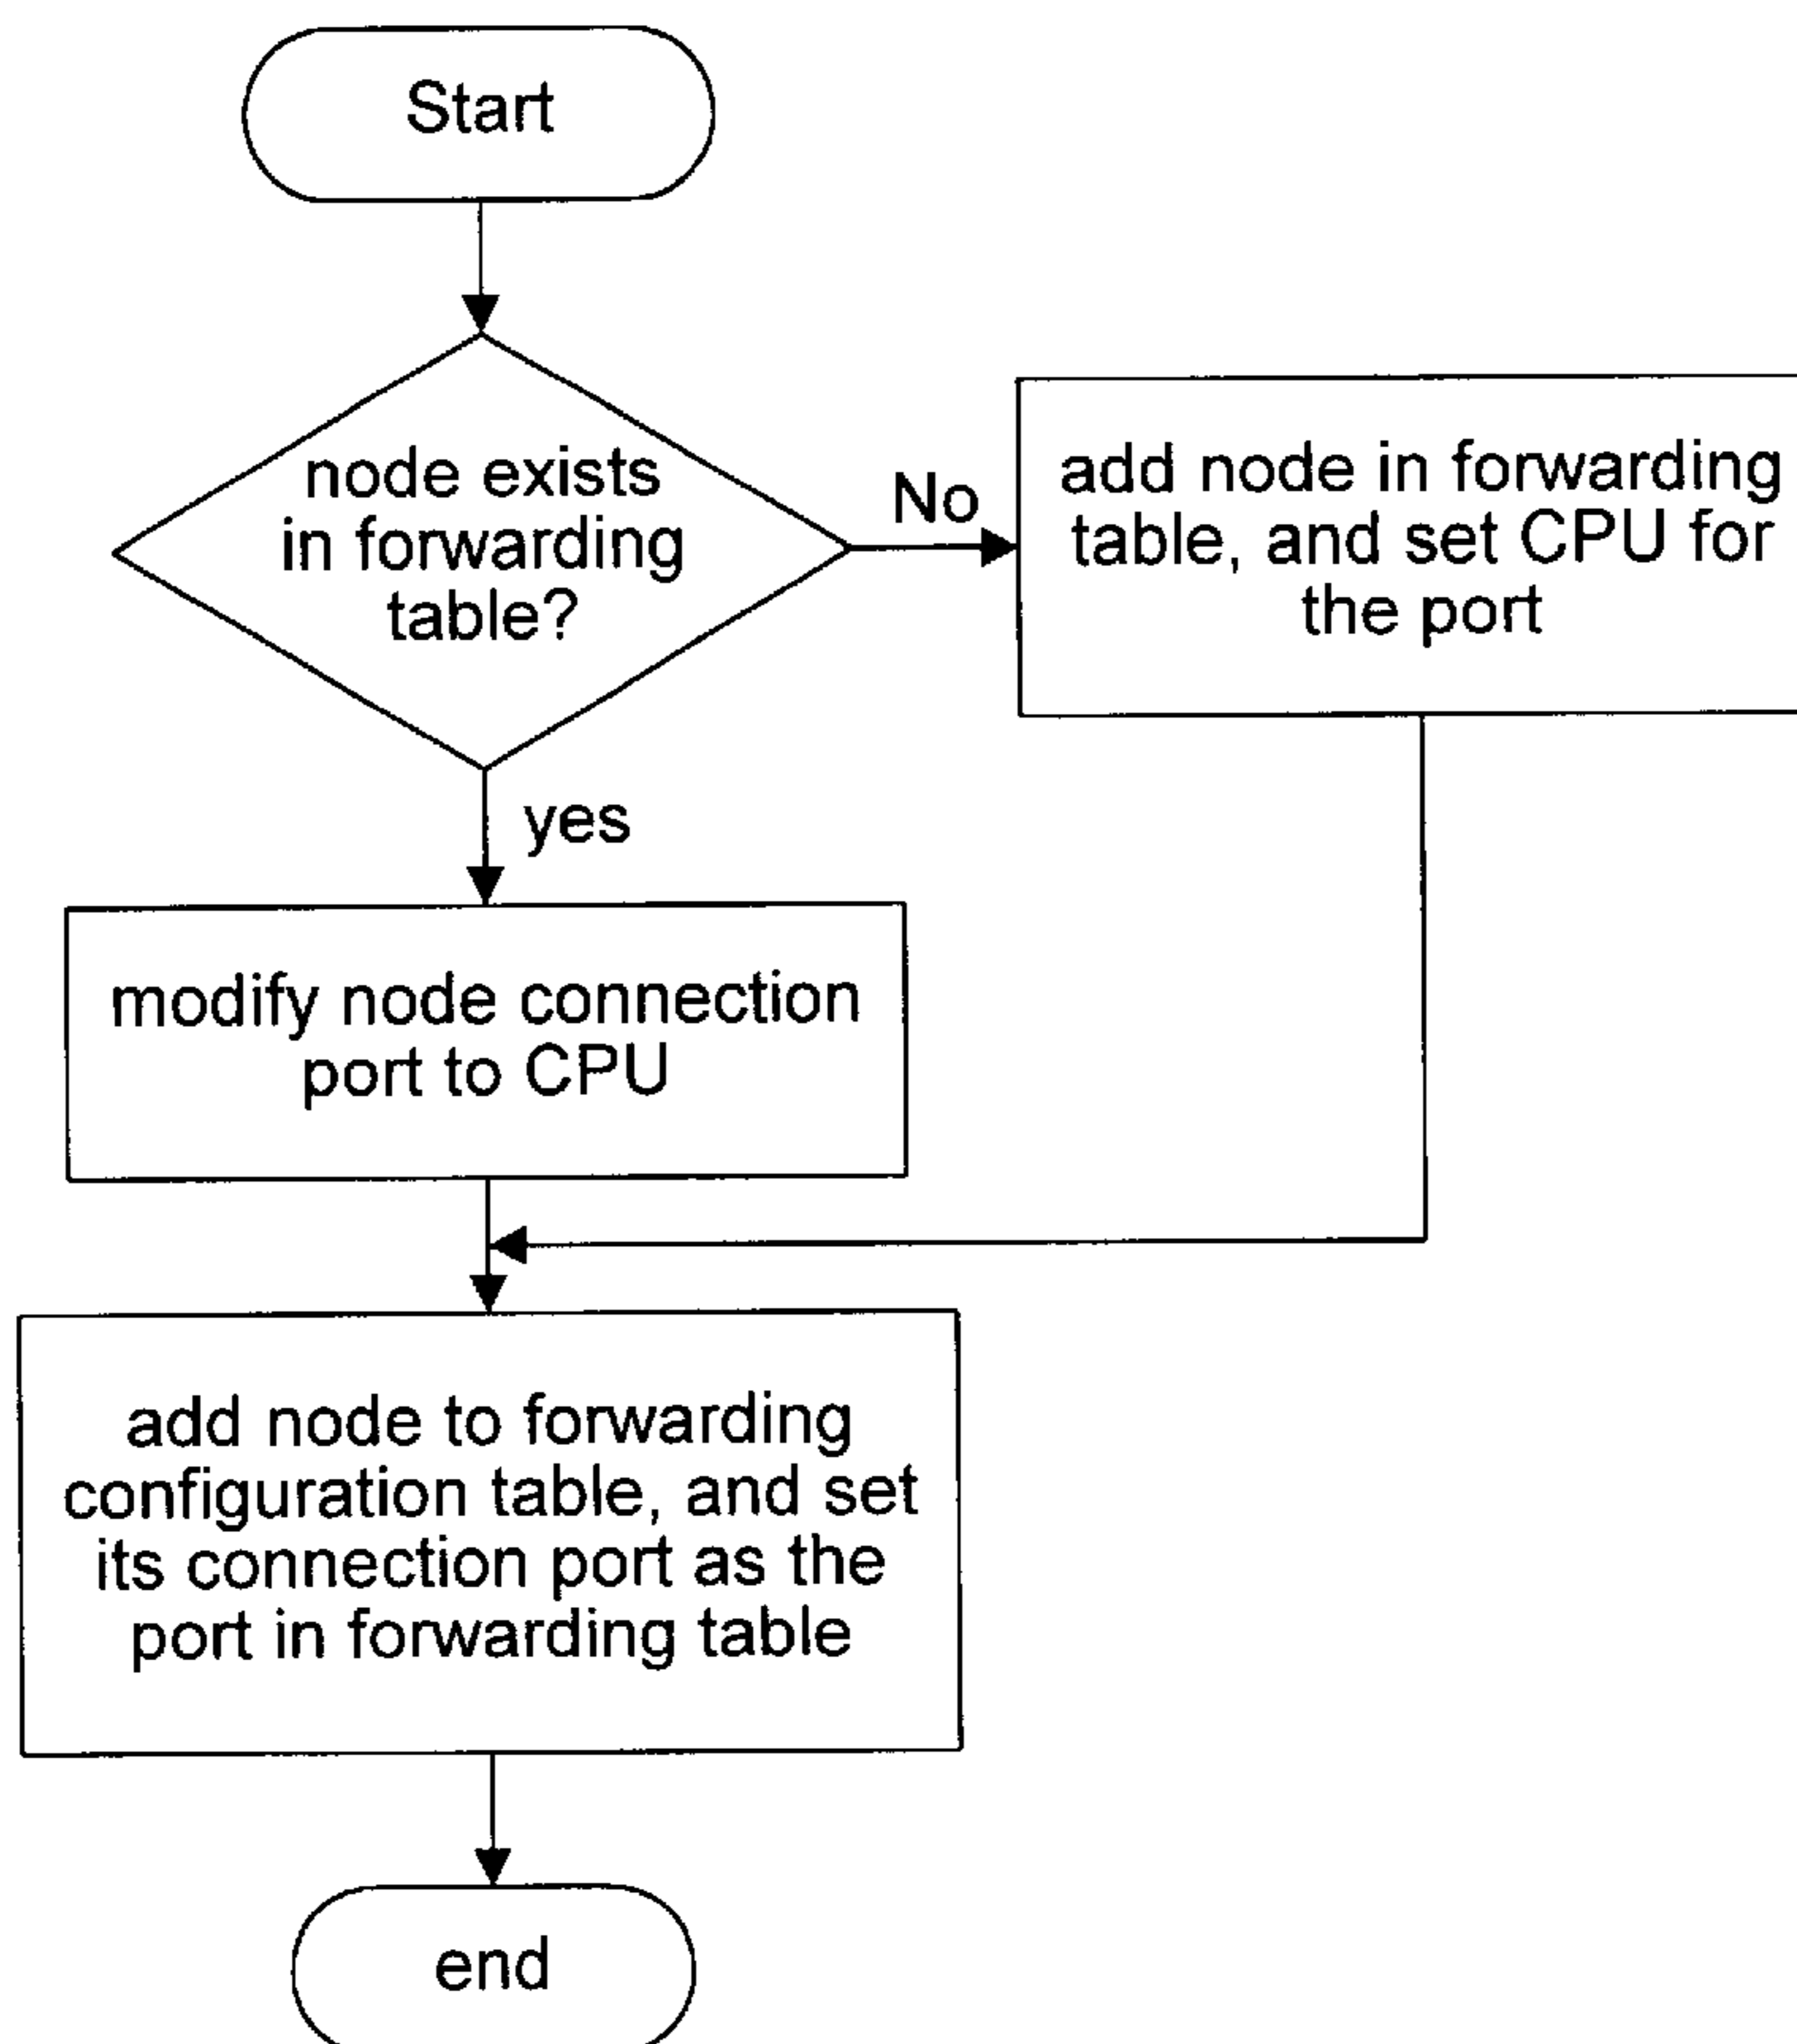 Start
node exists
in forwarding
table?
No
add node in forwarding
table, and set CPU for
the port
yes
modify node connection
port to CPU
add node to forwarding
configuration table, and set
its connection port as the
port in forwarding table
end